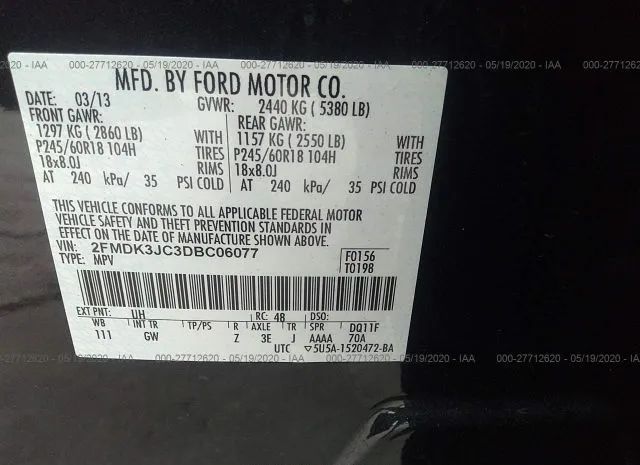 000-27712620 - 05/19/2020 - IAA 000-27712620 - 05/19/2020 - IAA 000-27712620 - 05/19/2020 - IAA
MFD. BY FORD MOTOR CO.
DATE: 03/13 GVWR: 2440 KG ( 5380 LB)
FRONT GAWR: REAR GAWR:
1297 KG ( 2860 LB) WITH 1157 KG ( 2550 LB) WITH
P245/60R18 104H TIRES P245/60R18 104H TIRES
18x8.0J RIMS 18x8.0J RIMS
AT 240 kPa/ 35 PSI COLD AT 240 kPa/ 35 PSI COLD
THIS VEHICLE CONFORMS TO ALL APPLICABLE FEDERAL MOTOR
VEHICLE SAFETY AND THEFT PREVENTION STANDARDS IN
EFFECT ON THE DATE OF MANUFACTURE SHOWN ABOVE.
VIN: 2FMDK3JC3DBC06077 F0156
TYPE: MPV T0198
EXT PNT: UH RC: 48 DSO:
WB INT TR TP/PS R AXLE TR SPR DQ11F
111 GW Z 3E J AAAA 70A
UTC ▽5U5A-1520472-BA
000-27712620 - 05/19/2020 - IAA 000-27712620 - 05/19/2020 - IAA 000-27712620 - 05/19/2020 - IAA